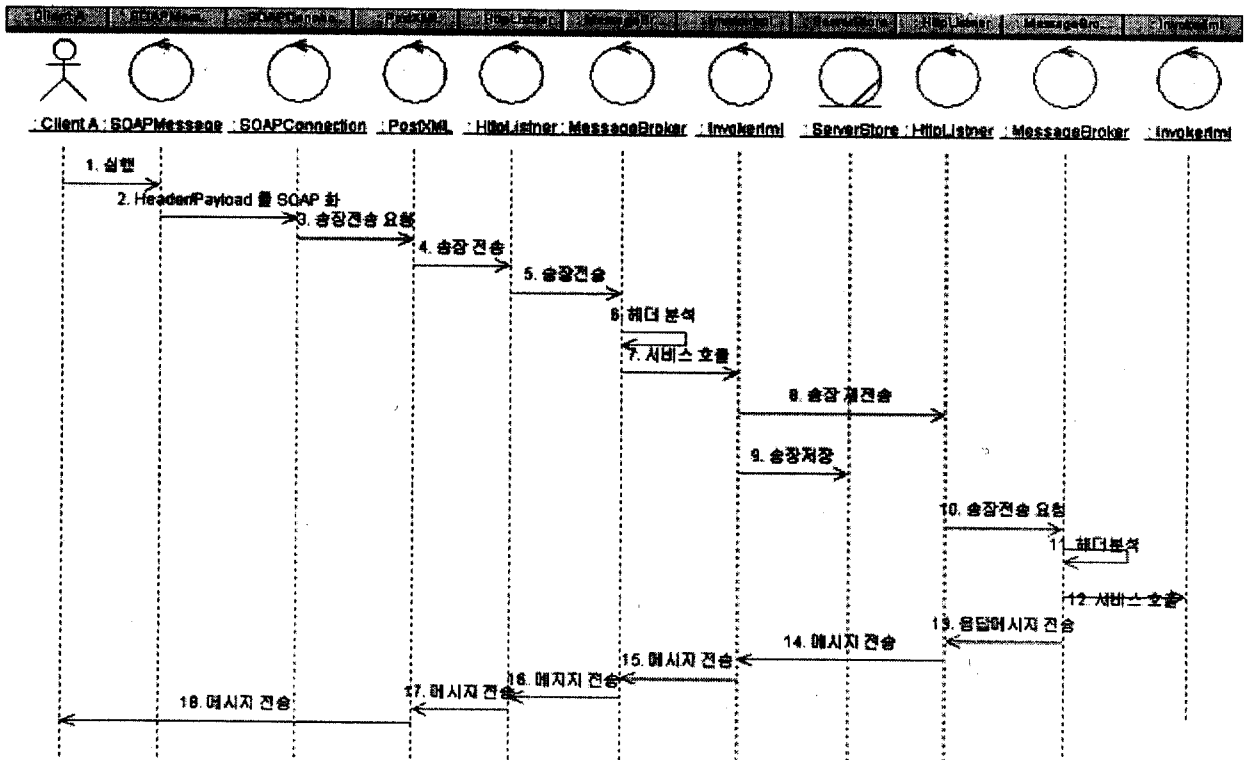 : Client A
: SOAPMessage
: SOAPConnection
: PostXML
: HttpListner
: MessageBroker
: InvokerIml
: ServerStore
: HttpListner
: MessageBroker
: InvokerIml
1. 실행
2. Header/Payload 를 SOAP 화
3. 송장전송 요청
4. 송장 전송
5. 송장전송
6. 헤더 분석
7. 서비스 호출
8. 송장 재전송
9. 송장저장
10. 송장전송 요청
11. 헤더분석
12. 서비스 호출
13. 응답메시지 전송
14. 메시지 전송
15. 메시지 전송
16. 메지지 전송
17. 메시지 전송
18. 메시지 전송